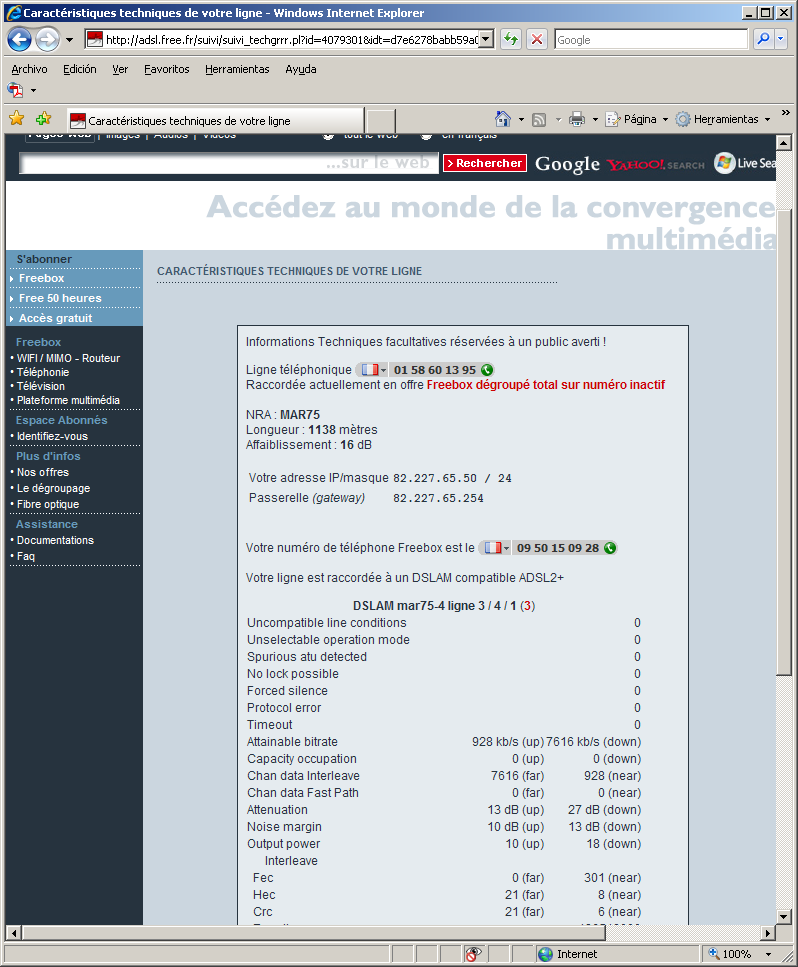 Caractéristiques techniques de votre ligne - Windows Internet Explorer
http://adsl.free.fr/suivi/suivi_techgrrr.pl?id=4079301&idt=d7e6278babb59a0
Google
Archivo Edición Ver Favoritos Herramientas Ayuda
Caractéristiques techniques de votre ligne
Página Herramientas »
Pages Web | Images | Audios | Vidéos tout le web en français
...sur le web > Rechercher Google YAHOO! SEARCH Live Sea
Accédez au monde de la convergence
multimédia
S'abonner
Freebox
Free 50 heures
Accès gratuit
Freebox
• WIFI / MIMO - Routeur
• Téléphonie
• Télévision
• Plateforme multimédia
Espace Abonnés
• Identifiez-vous
Plus d'infos
• Nos offres
• Le dégroupage
• Fibre optique
Assistance
• Documentations
• Faq
CARACTÉRISTIQUES TECHNIQUES DE VOTRE LIGNE
Informations Techniques facultatives réservées à un public averti !
Ligne téléphonique 01 58 60 13 95
Raccordée actuellement en offre Freebox dégroupé total sur numéro inactif
NRA : MAR75
Longueur : 1138 mètres
Affaiblissement : 16 dB
Votre adresse IP/masque 82.227.65.50 / 24
Passerelle (gateway) 82.227.65.254
Votre numéro de téléphone Freebox est le 09 50 15 09 28
Votre ligne est raccordée à un DSLAM compatible ADSL2+
DSLAM mar75-4 ligne 3 / 4 / 1 (3)
Uncompatible line conditions 0
Unselectable operation mode 0
Spurious atu detected 0
No lock possible 0
Forced silence 0
Protocol error 0
Timeout 0
Attainable bitrate 928 kb/s (up) 7616 kb/s (down)
Capacity occupation 0 (up) 0 (down)
Chan data Interleave 7616 (far) 928 (near)
Chan data Fast Path 0 (far) 0 (near)
Attenuation 13 dB (up) 27 dB (down)
Noise margin 10 dB (up) 13 dB (down)
Output power 10 (up) 18 (down)
Interleave
Fec 0 (far) 301 (near)
Hec 21 (far) 8 (near)
Crc 21 (far) 6 (near)
Internet
100%